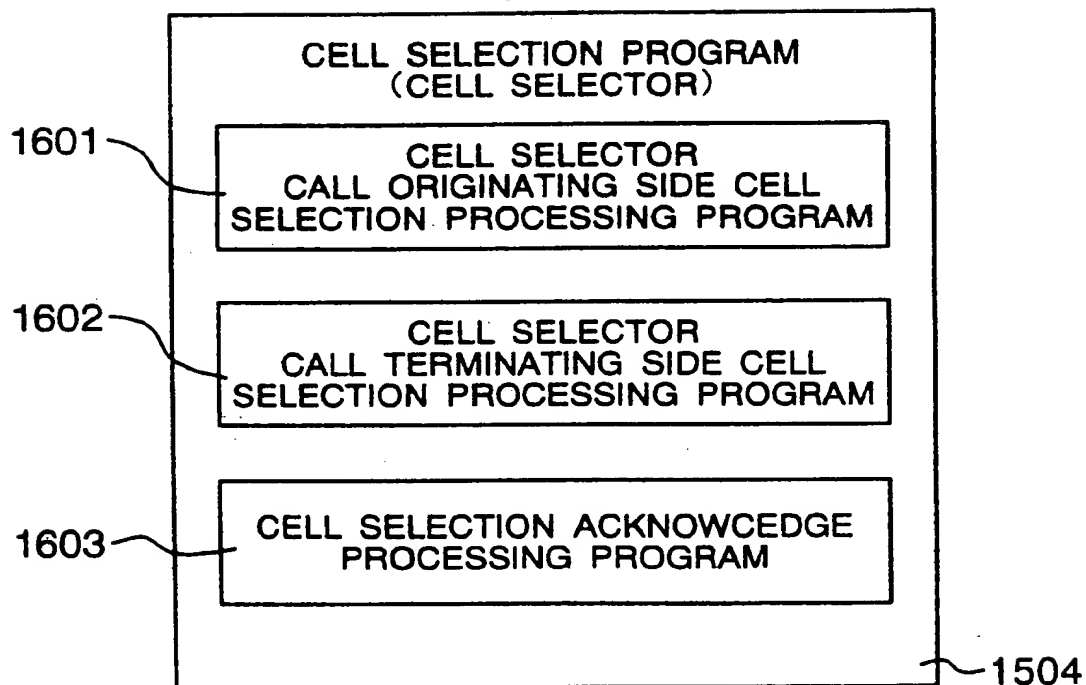 CELL SELECTION PROGRAM
(CELL SELECTOR)
1601
CELL SELECTOR
CALL ORIGINATING SIDE CELL
SELECTION PROCESSING PROGRAM
1602
CELL SELECTOR
CALL TERMINATING SIDE CELL
SELECTION PROCESSING PROGRAM
1603
CELL SELECTION ACKNOWCEDGE
PROCESSING PROGRAM
1504